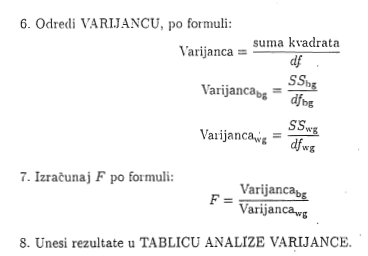 6. Odredi VARIJANCU, po formuli:
Varijanca = suma kvadrata / df .
Varijanca_bg = SS_bg / df_bg
Varijanca_wg = SS_wg / df_wg
7. Izračunaj F po formuli:
F = Varijanca_bg / Varijanca_wg
8. Unesi rezultate u TABLICU ANALIZE VARIJANCE.